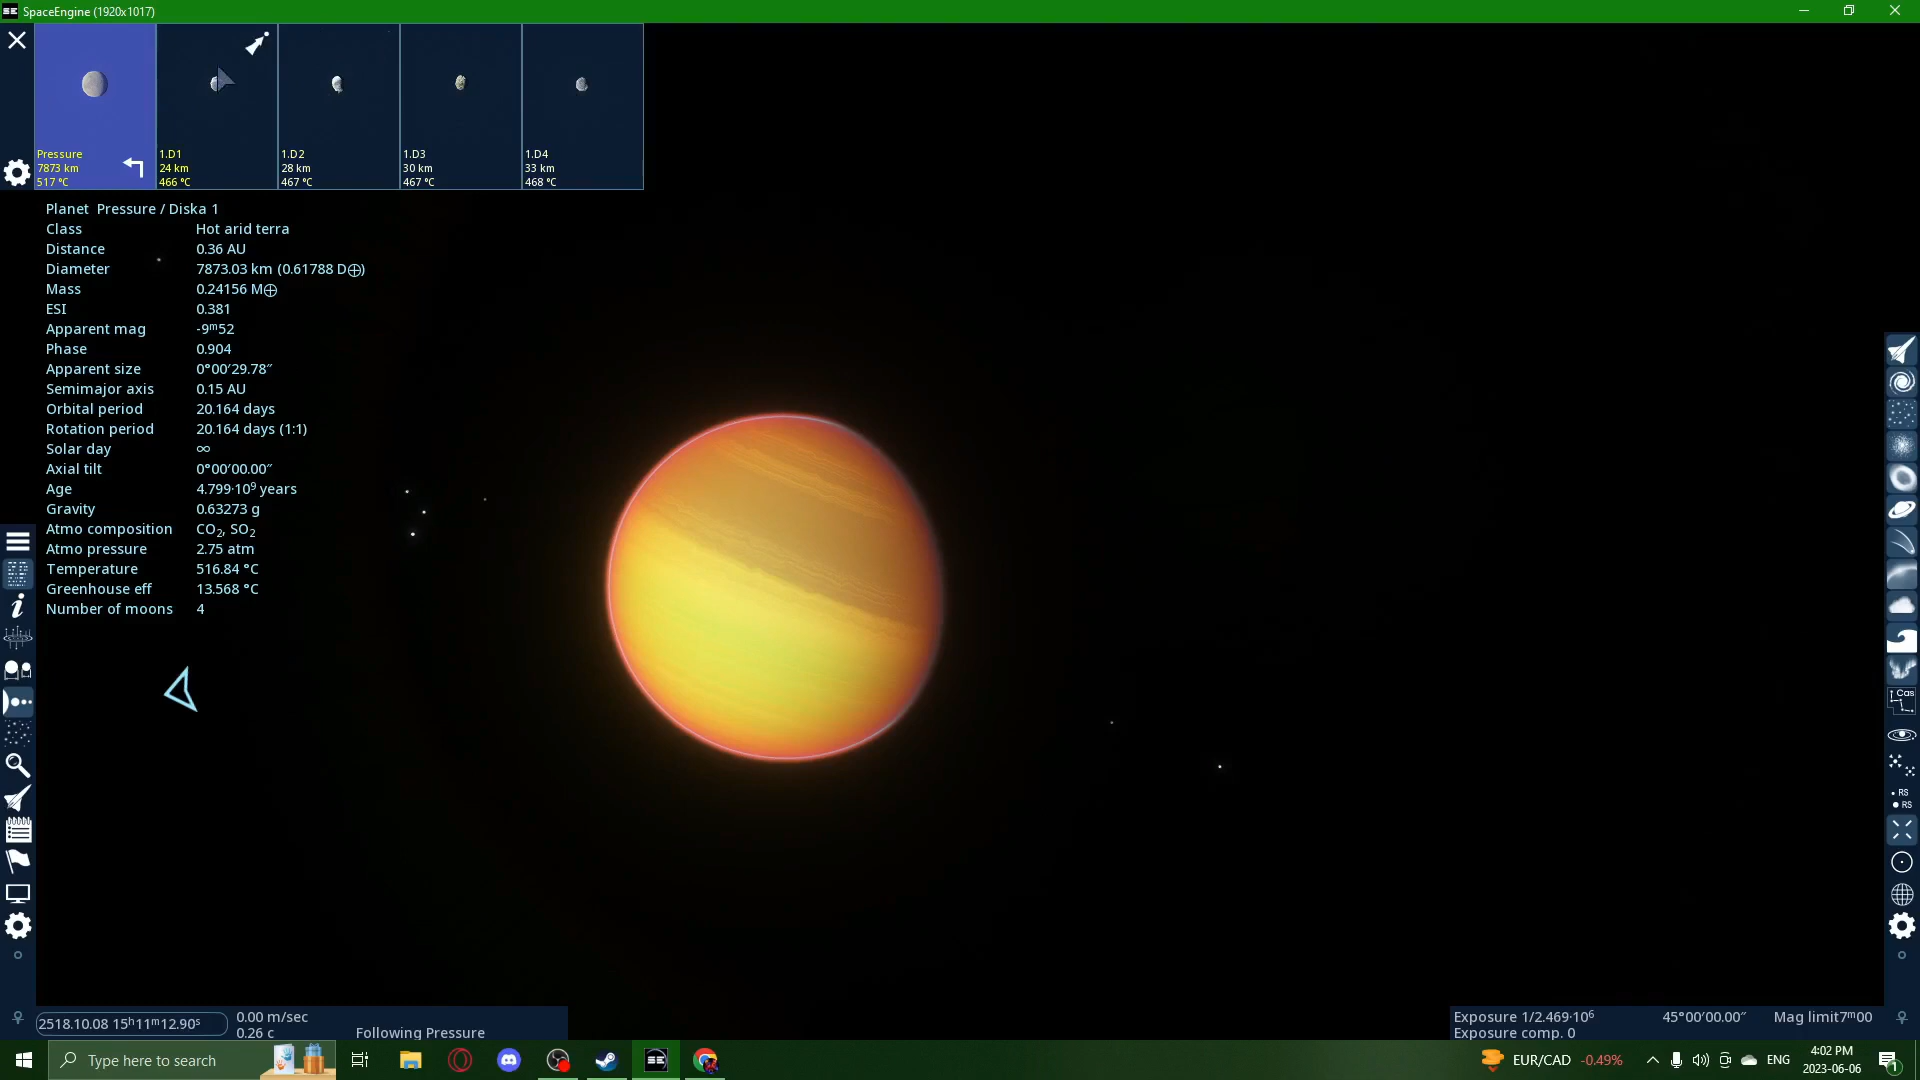 SpaceEngine (1920x1017)
Pressure
7873 km
517 °C
1.D1
24 km
466 °C
1.D2
28 km
467 °C
1.D3
30 km
467 °C
1.D4
33 km
468 °C
Planet Pressure / Diska 1
Class Hot arid terra
Distance 0.36 AU
Diameter 7873.03 km (0.61788 D⊕)
Mass 0.24156 M⊕
ESI 0.381
Apparent mag -9ᵐ52
Phase 0.904
Apparent size 0°00′29.78″
Semimajor axis 0.15 AU
Orbital period 20.164 days
Rotation period 20.164 days (1:1)
Solar day ∞
Axial tilt 0°00′00.00″
Age 4.799·10⁹ years
Gravity 0.63273 g
Atmo composition CO₂, SO₂
Atmo pressure 2.75 atm
Temperature 516.84 °C
Greenhouse eff 13.568 °C
Number of moons 4
Cas
RS
RS
2518.10.08 15ʰ11ᵐ12.90ˢ
0.00 m/sec
0.26 c
Following Pressure
Exposure 1/2.469·10⁶
45°00′00.00″
Mag limit7ᵐ00
Exposure comp. 0
Type here to search
SE
EUR/CAD -0.49%
ENG
4:02 PM
2023-06-06
1